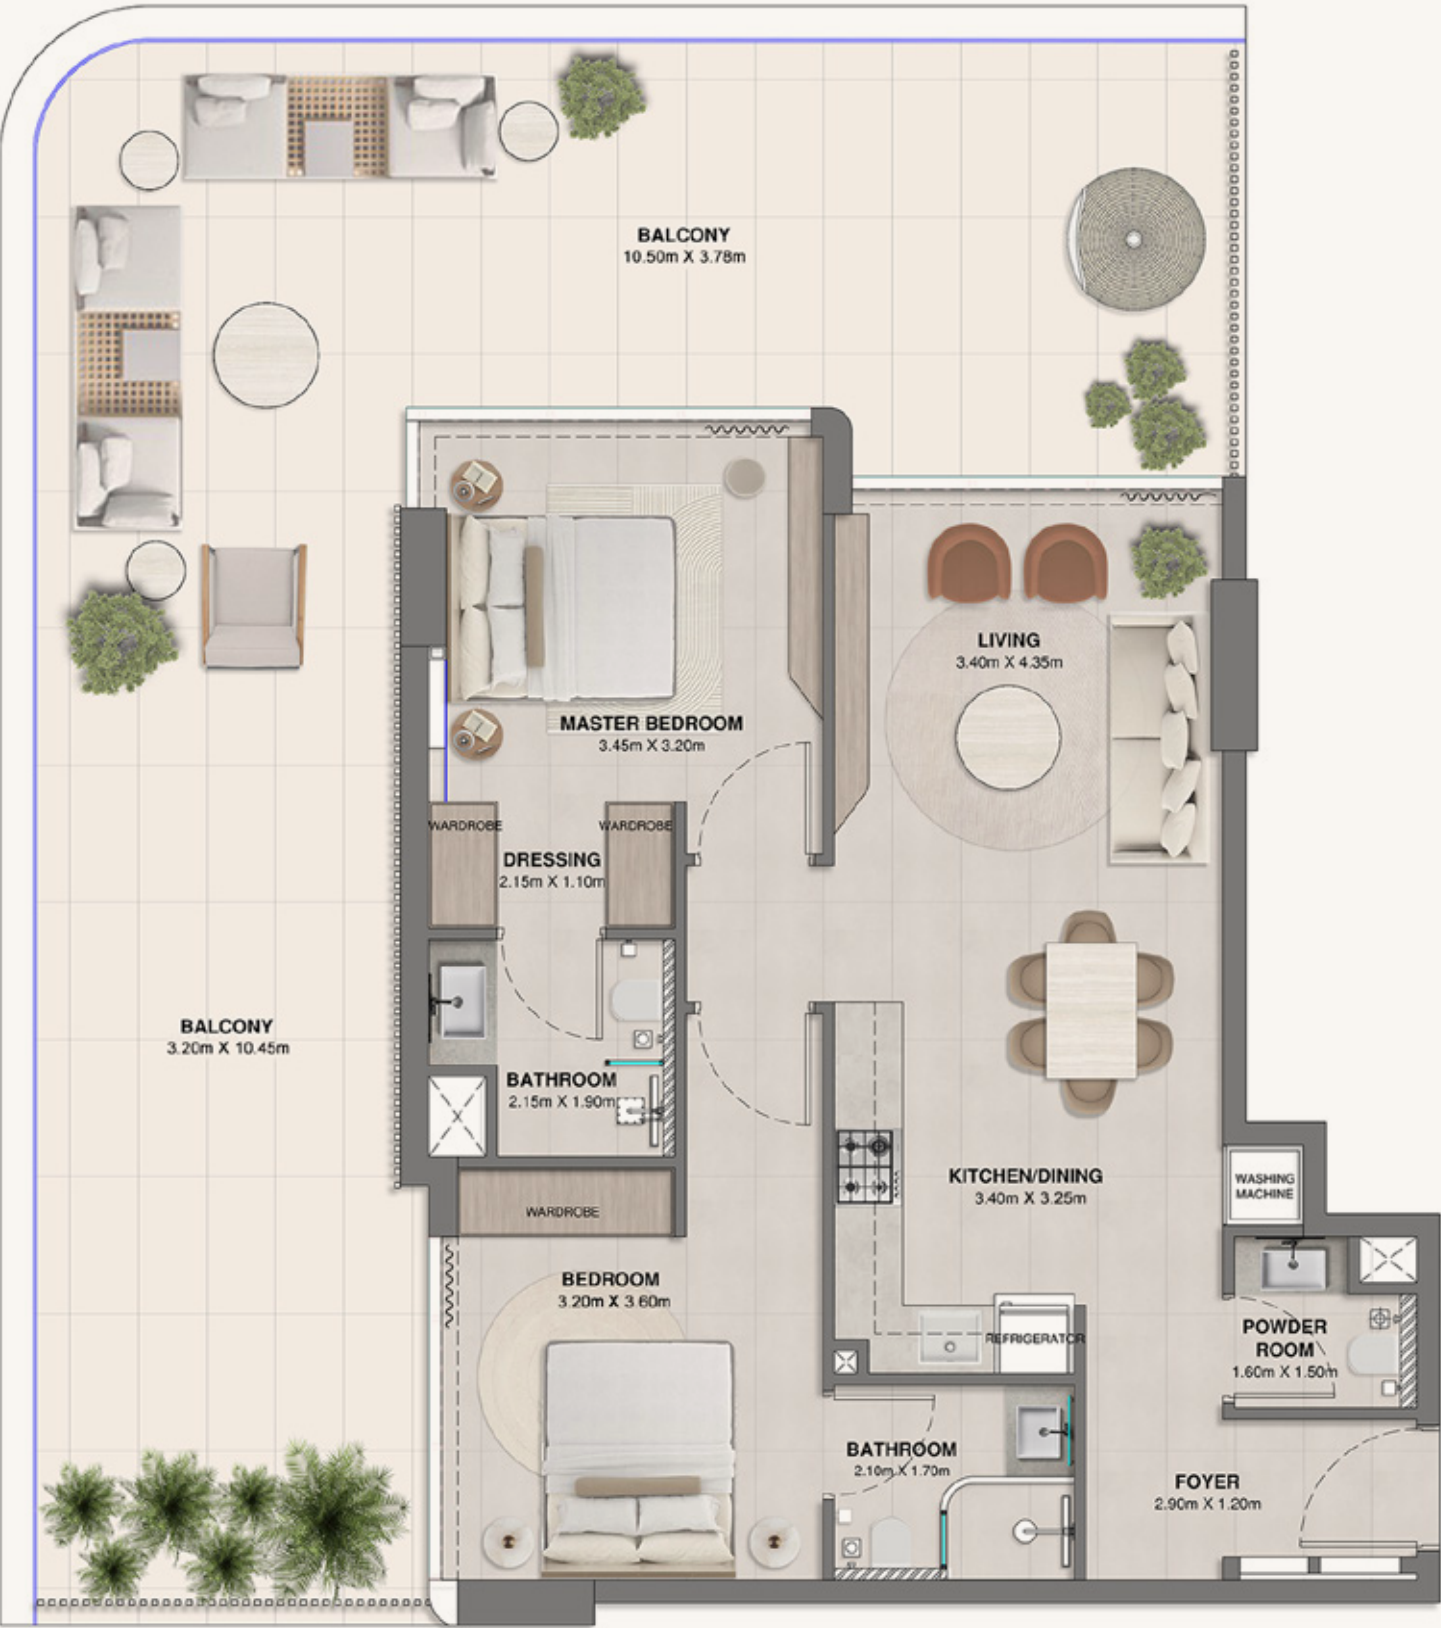 BALCONY
10.50m X 3.78m
LIVING
3.40m X 4.35m
MASTER BEDROOM
3.45m X 3.20m
WARDROBE
WARDROBE
DRESSING
2.15m X 1.10m
BALCONY
3.20m X 10.45m
BATHROOM
2.15m X 1.90m
KITCHEN/DINING
3.40m X 3.25m
WASHING
MACHINE
WARDROBE
BEDROOM
3.20m X 3.60m
REFRIGERATOR
POWDER
ROOM
1.60m X 1.50m
BATHROOM
2.10m X 1.70m
FOYER
2.90m X 1.20m